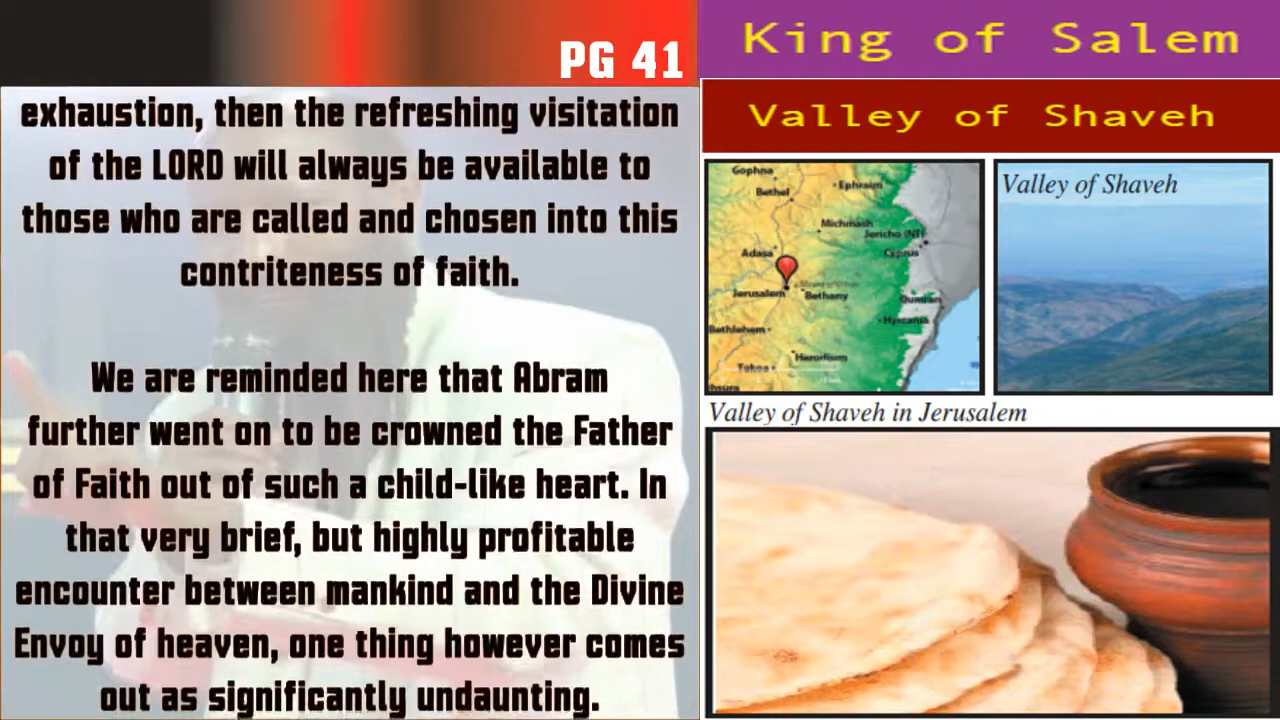 PG 41
exhaustion, then the refreshing visitation
of the LORD will always be available to
those who are called and chosen into this
contriteness of faith.
We are reminded here that Abram
further went on to be crowned the Father
of Faith out of such a child-like heart. In
that very brief, but highly profitable
encounter between mankind and the Divine
Envoy of heaven, one thing however comes
out as significantly undaunting.
King of Salem
Valley of Shaveh
Gophna
Bethel
Ephraim
Michmash
Jericho (NT)
Adasa
Cyprus
Jerusalem
Bethany
Qumran
Hyrcania
Bethlehem
Herodium
Tekoa
Valley of Shaveh
Valley of Shaveh in Jerusalem